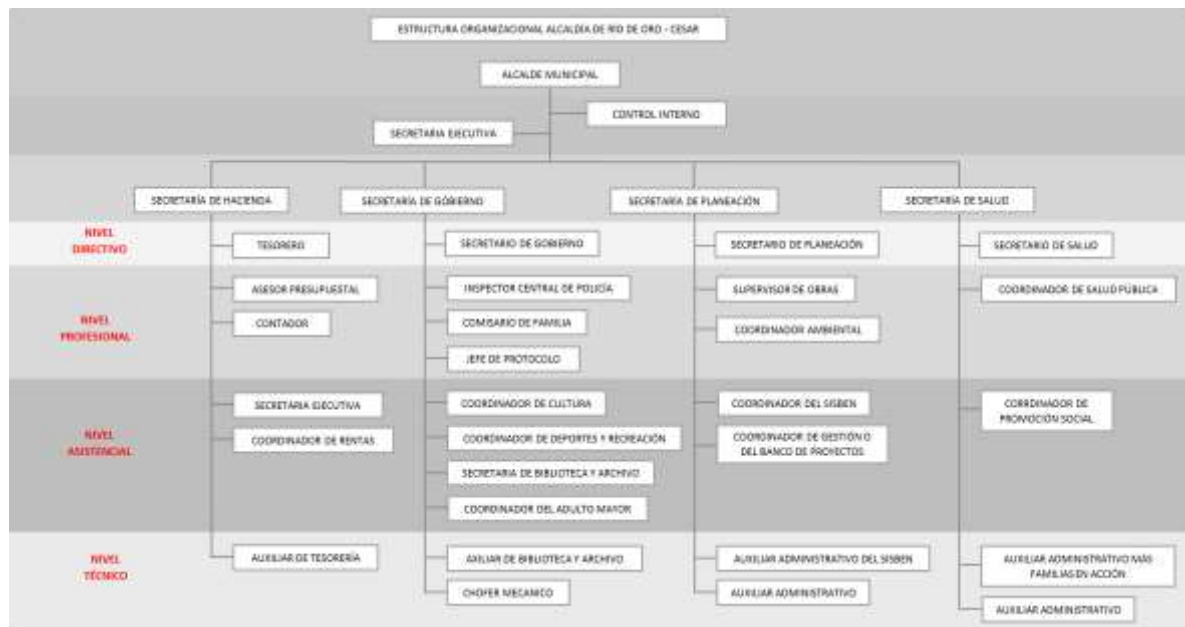 ESTRUCTURA ORGANIZACIONAL ALCALDIA DE RIO DE ORO - CESAR
ALCALDE MUNICIPAL
CONTROL INTERNO
SECRETARIA EJECUTIVA
SECRETARÍA DE HACIENDA
SECRETARÍA DE GOBIERNO
SECRETARÍA DE PLANEACIÓN
SECRETARÍA DE SALUD
NIVEL
DIRECTIVO
TESORERO
SECRETARIO DE GOBIERNO
SECRETARIO DE PLANEACIÓN
SECRETARIO DE SALUD
NIVEL
PROFESIONAL
ASESOR PRESUPUESTAL
INSPECTOR CENTRAL DE POLICÍA
SUPERVISOR DE OBRAS
COORDINADOR DE SALUD PÚBLICA
CONTADOR
COMISARIO DE FAMILIA
COORDINADOR AMBIENTAL
JEFE DE PROTOCOLO
NIVEL
ASISTENCIAL
SECRETARIA EJECUTIVA
COORDINADOR DE CULTURA
COORDINADOR DEL SISBEN
COORDINADOR DE
PROMOCIÓN SOCIAL
COORDINADOR DE RENTAS
COORDINADOR DE DEPORTES Y RECREACIÓN
COORDINADOR DE GESTIÓN O
DEL BANCO DE PROYECTOS
SECRETARIA DE BIBLIOTECA Y ARCHIVO
COORDINADOR DEL ADULTO MAYOR
NIVEL
TÉCNICO
AUXILIAR DE TESORERÍA
AXILIAR DE BIBLIOTECA Y ARCHIVO
AUXILIAR ADMINISTRATIVO DEL SISBEN
AUXILIAR ADMINISTRATIVO MÁS
FAMILIAS EN ACCIÓN
CHOFER MECANICO
AUXILIAR ADMINISTRATIVO
AUXILIAR ADMINISTRATIVO